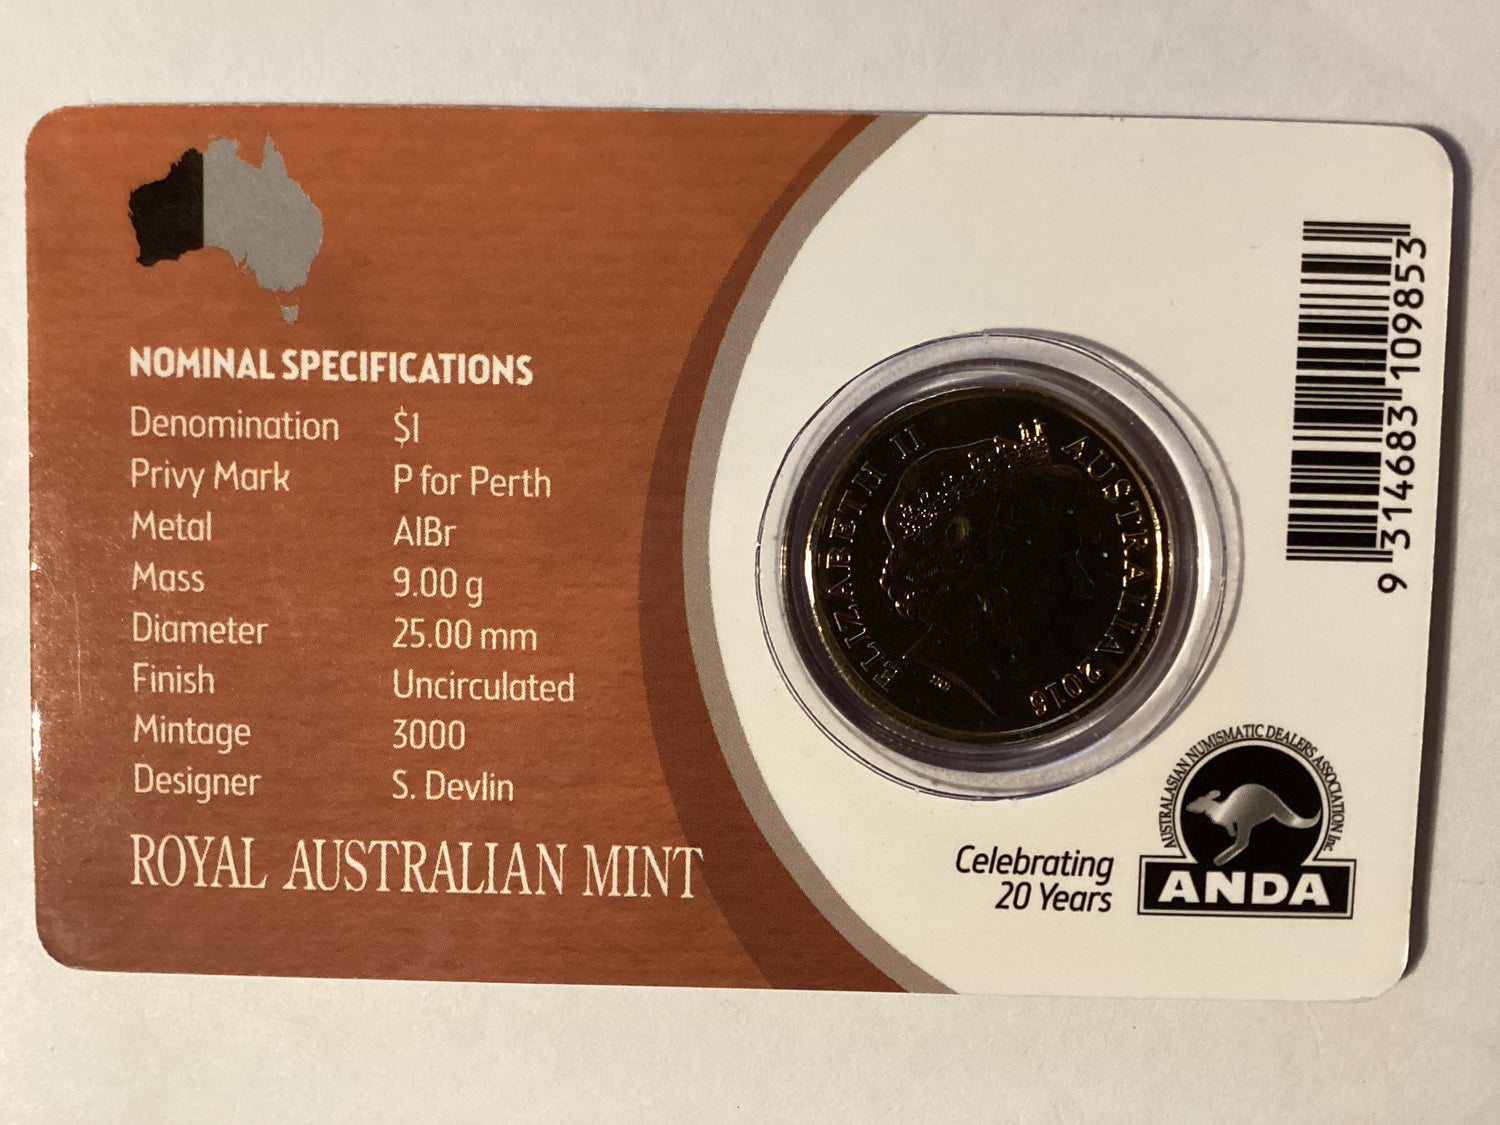 NOMINAL SPECIFICATIONS
Denomination $1
Privy Mark P for Perth
Metal AlBr
Mass 9.00 g
Diameter 25.00 mm
Finish Uncirculated
Mintage 3000
Designer S. Devlin
ROYAL AUSTRALIAN MINT
ELIZABETH II AUSTRALIA 2016
IRB
9 314683 109853
Celebrating
20 Years
AUSTRALASIAN NUMISMATIC DEALERS ASSOCIATION Inc
ANDA